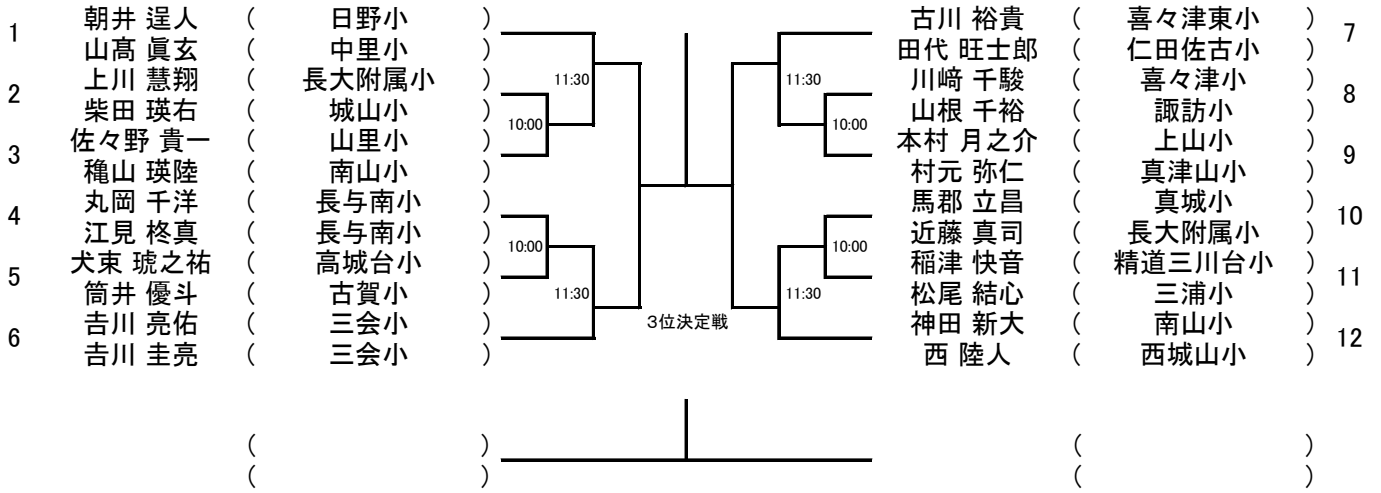 1
朝井 逞人 ( 日野小 )
山髙 眞玄 ( 中里小 )
2
上川 慧翔 ( 長大附属小 )
柴田 瑛右 ( 城山小 )
3
佐々野 貴一 ( 山里小 )
穐山 瑛陸 ( 南山小 )
4
丸岡 千洋 ( 長与南小 )
江見 柊真 ( 長与南小 )
5
犬束 琥之祐 ( 高城台小 )
筒井 優斗 ( 古賀小 )
6
𠮷川 亮佑 ( 三会小 )
𠮷川 圭亮 ( 三会小 )
11:30
10:00
10:00
11:30
3位決定戦
11:30
10:00
10:00
11:30
古川 裕貴 ( 喜々津東小 )
田代 旺士郎 ( 仁田佐古小 )
7
川﨑 千駿 ( 喜々津小 )
山根 千裕 ( 諏訪小 )
8
本村 月之介 ( 上山小 )
村元 弥仁 ( 真津山小 )
9
馬郡 立昌 ( 真城小 )
近藤 真司 ( 長大附属小 )
10
稲津 快音 ( 精道三川台小 )
松尾 結心 ( 三浦小 )
11
神田 新大 ( 南山小 )
西 陸人 ( 西城山小 )
12
( )
( )
( )
( )